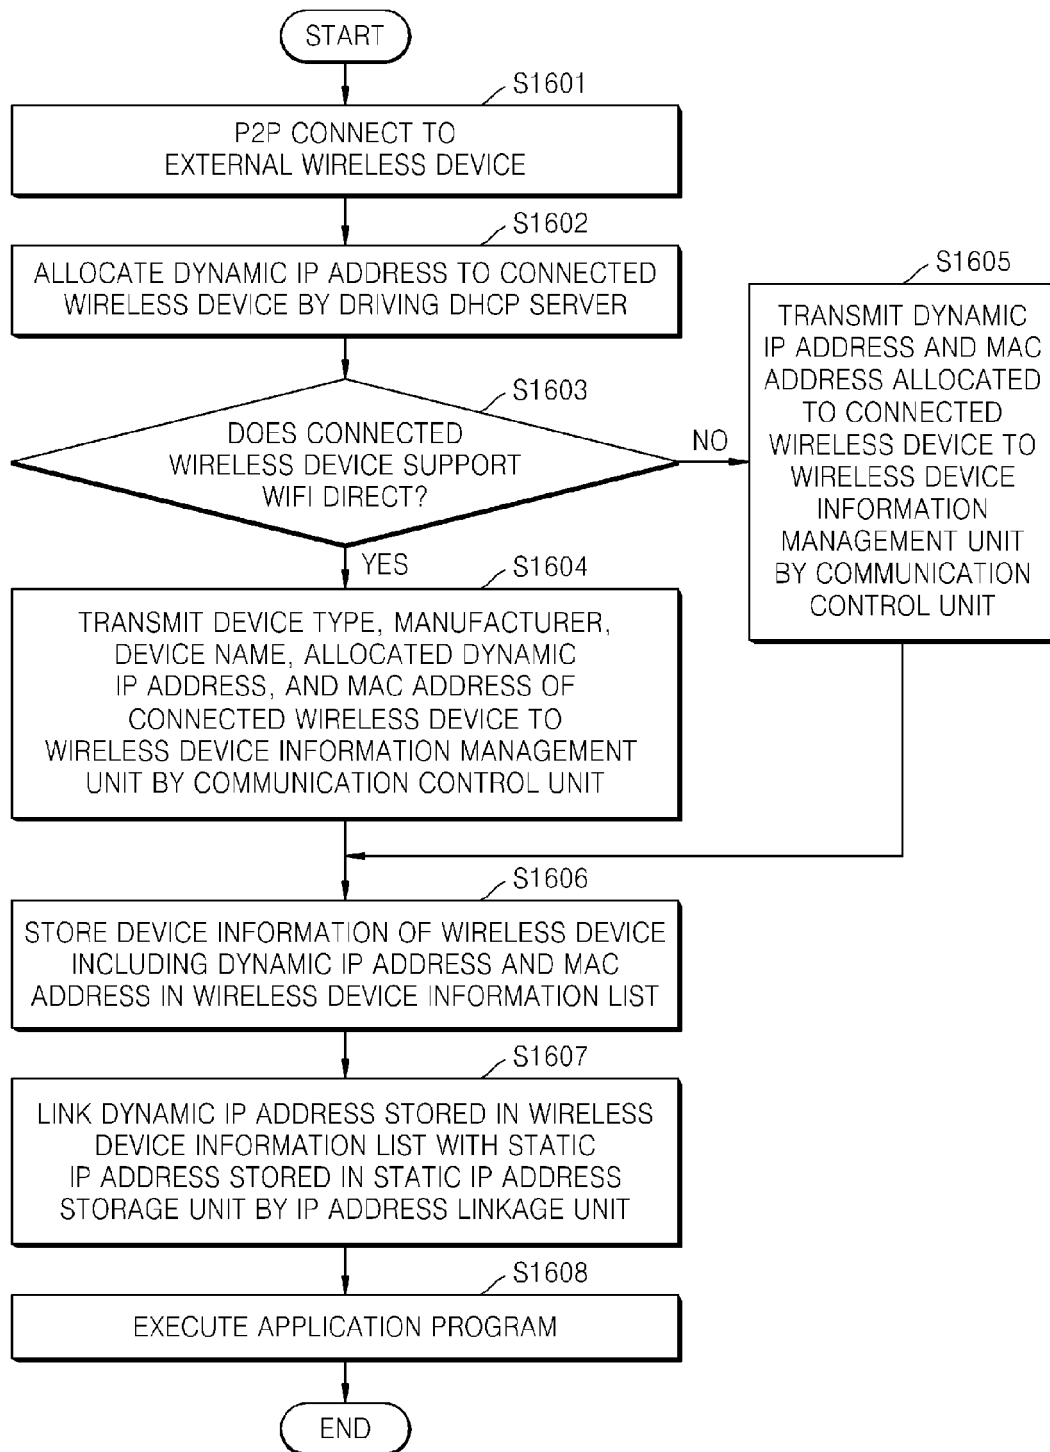 START
S1601
P2P CONNECT TO
EXTERNAL WIRELESS DEVICE
S1602
ALLOCATE DYNAMIC IP ADDRESS TO CONNECTED
WIRELESS DEVICE BY DRIVING DHCP SERVER
S1603
DOES CONNECTED
WIRELESS DEVICE SUPPORT
WIFI DIRECT?
NO
S1605
TRANSMIT DYNAMIC
IP ADDRESS AND MAC
ADDRESS ALLOCATED
TO CONNECTED
WIRELESS DEVICE TO
WIRELESS DEVICE
INFORMATION
MANAGEMENT UNIT
BY COMMUNICATION
CONTROL UNIT
YES
S1604
TRANSMIT DEVICE TYPE, MANUFACTURER,
DEVICE NAME, ALLOCATED DYNAMIC
IP ADDRESS, AND MAC ADDRESS OF
CONNECTED WIRELESS DEVICE TO
WIRELESS DEVICE INFORMATION MANAGEMENT
UNIT BY COMMUNICATION CONTROL UNIT
S1606
STORE DEVICE INFORMATION OF WIRELESS DEVICE
INCLUDING DYNAMIC IP ADDRESS AND MAC
ADDRESS IN WIRELESS DEVICE INFORMATION LIST
S1607
LINK DYNAMIC IP ADDRESS STORED IN WIRELESS
DEVICE INFORMATION LIST WITH STATIC
IP ADDRESS STORED IN STATIC IP ADDRESS
STORAGE UNIT BY IP ADDRESS LINKAGE UNIT
S1608
EXECUTE APPLICATION PROGRAM
END